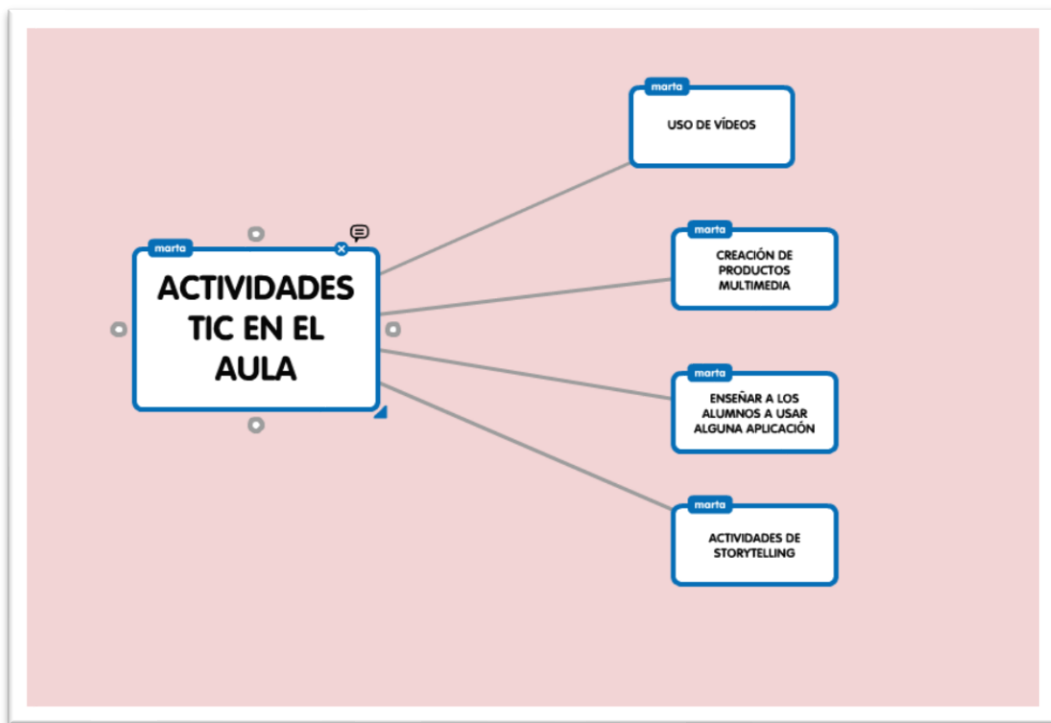 marta
USO DE VÍDEOS
marta
ACTIVIDADES
TIC EN EL
AULA
marta
CREACIÓN DE
PRODUCTOS
MULTIMEDIA
marta
ENSEÑAR A LOS
ALUMNOS A USAR
ALGUNA APLICACIÓN
marta
ACTIVIDADES DE
STORYTELLING